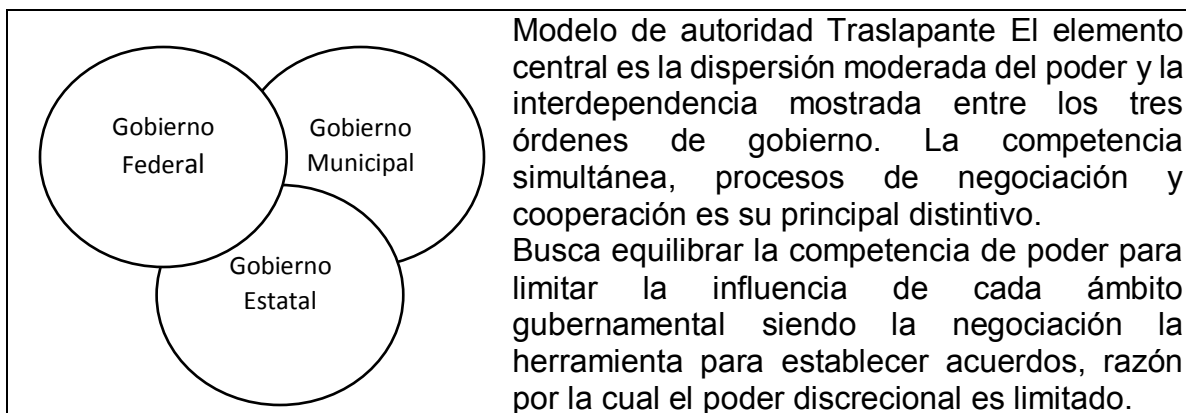 Gobierno
Federal
Gobierno
Municipal
Gobierno
Estatal
Modelo de autoridad Traslapante El elemento
central es la dispersión moderada del poder y la
interdependencia mostrada entre los tres
órdenes de gobierno. La competencia
simultánea, procesos de negociación y
cooperación es su principal distintivo.
Busca equilibrar la competencia de poder para
limitar la influencia de cada ámbito
gubernamental siendo la negociación la
herramienta para establecer acuerdos, razón
por la cual el poder discrecional es limitado.